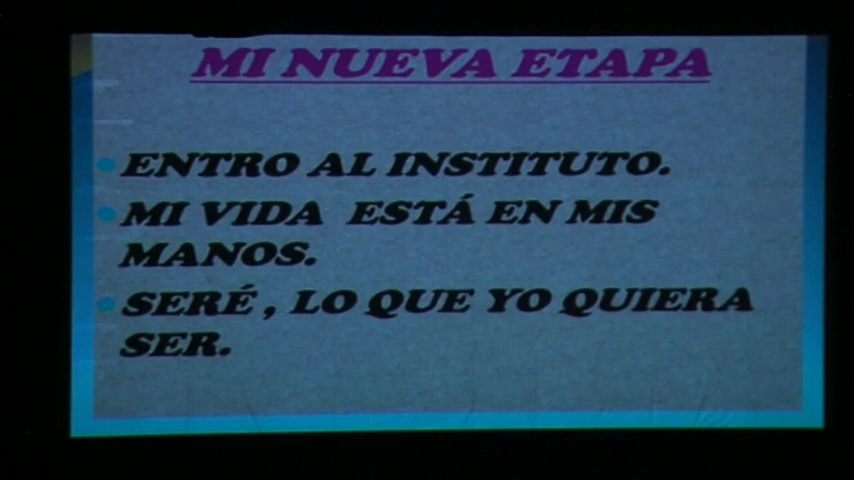 MI NUEVA ETAPA
ENTRO AL INSTITUTO.
MI VIDA ESTÁ EN MIS
MANOS.
SERÉ , LO QUE YO QUIERA
SER.